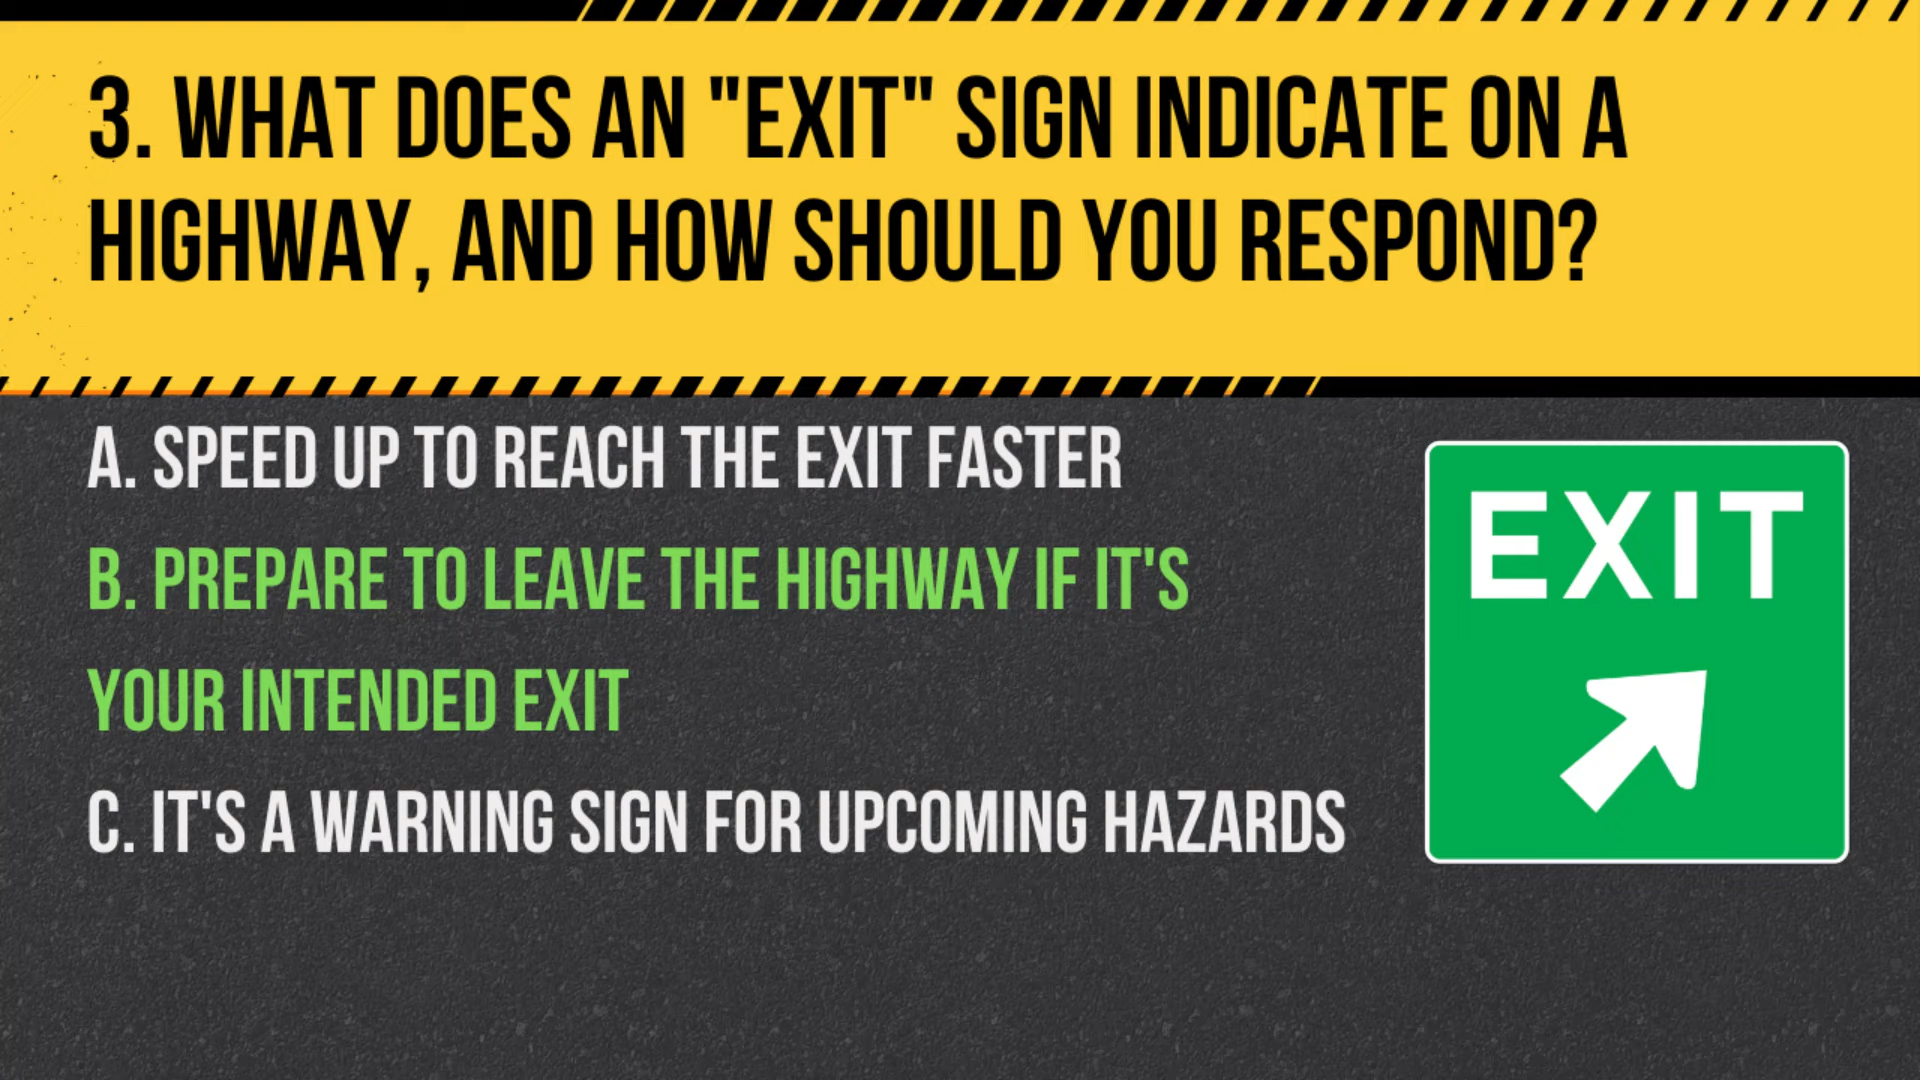 3. WHAT DOES AN "EXIT" SIGN INDICATE ON A
HIGHWAY, AND HOW SHOULD YOU RESPOND?
A. SPEED UP TO REACH THE EXIT FASTER
B. PREPARE TO LEAVE THE HIGHWAY IF IT'S
YOUR INTENDED EXIT
C. IT'S A WARNING SIGN FOR UPCOMING HAZARDS
EXIT